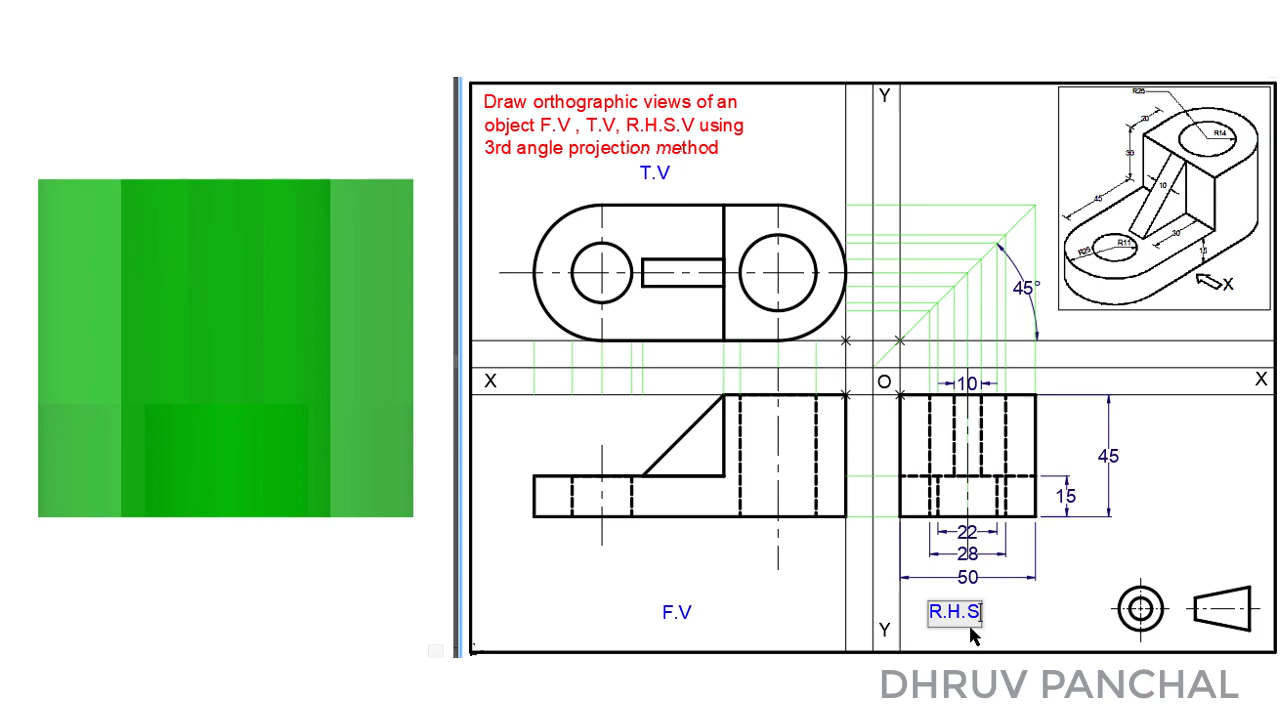 Draw orthographic views of an
object F.V , T.V, R.H.S.V using
3rd angle projection method
T.V
Y
R25
20
R14
30
10
45
30
R25
R11
15
X
45°
X
O
X
10
45
15
22
28
50
F.V
R.H.S
Y
DHRUV PANCHAL